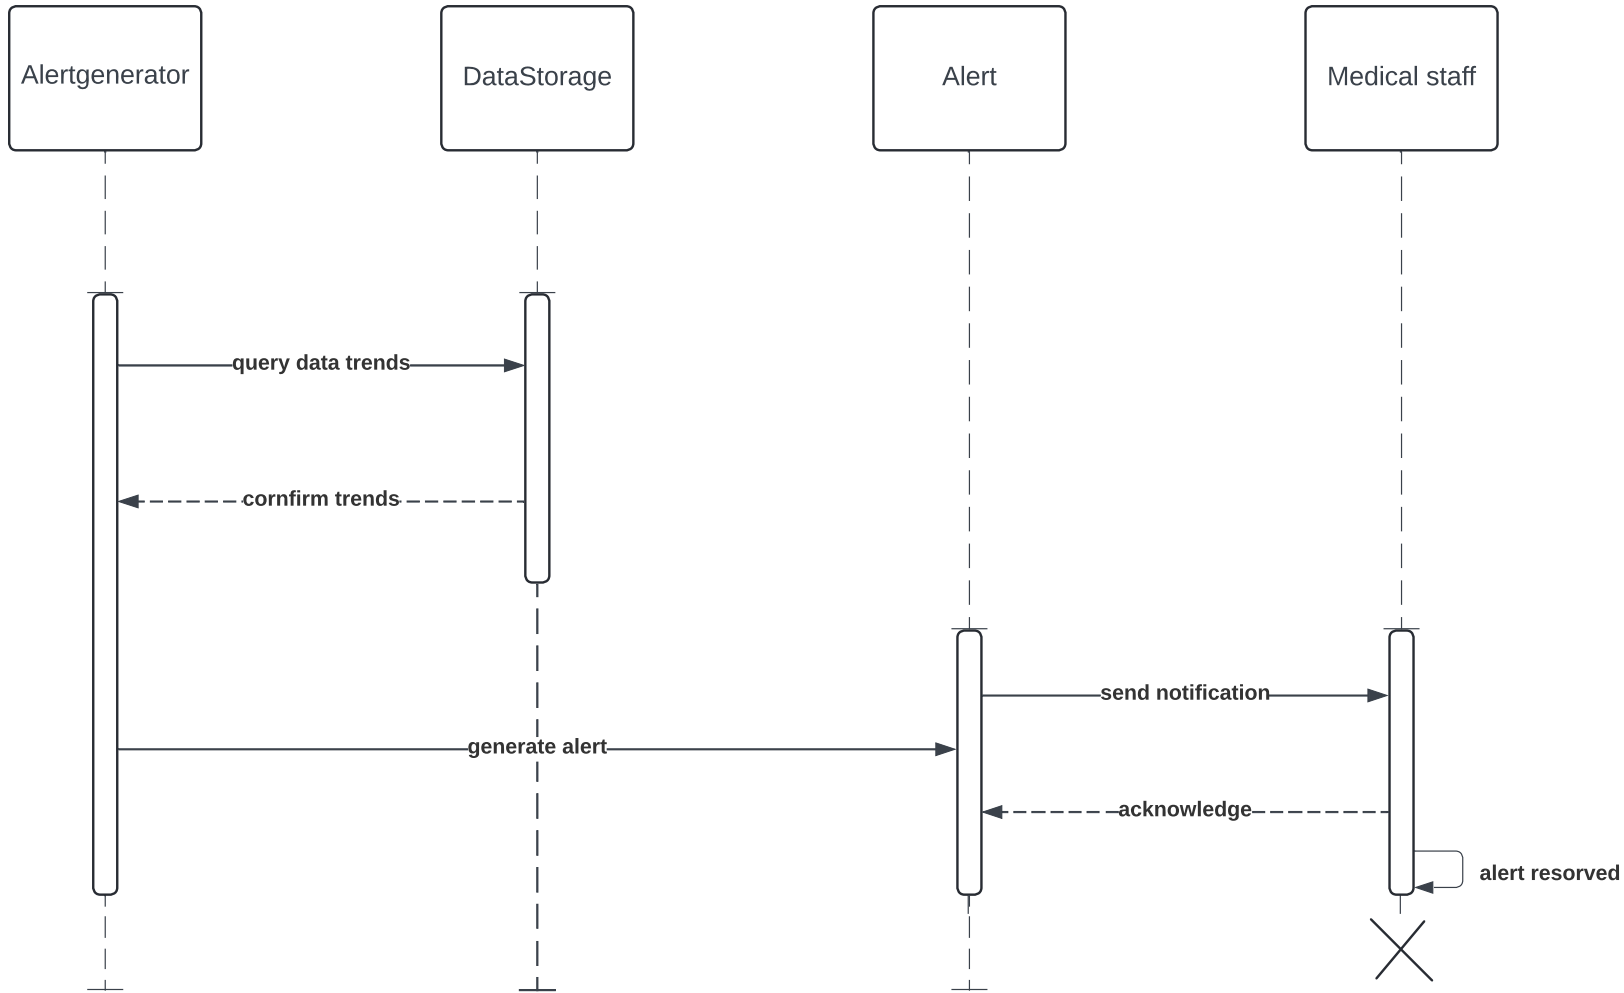 Alertgenerator
DataStorage
Alert
Medical staff
query data trends
cornfirm trends
send notification
generate alert
acknowledge
alert resorved